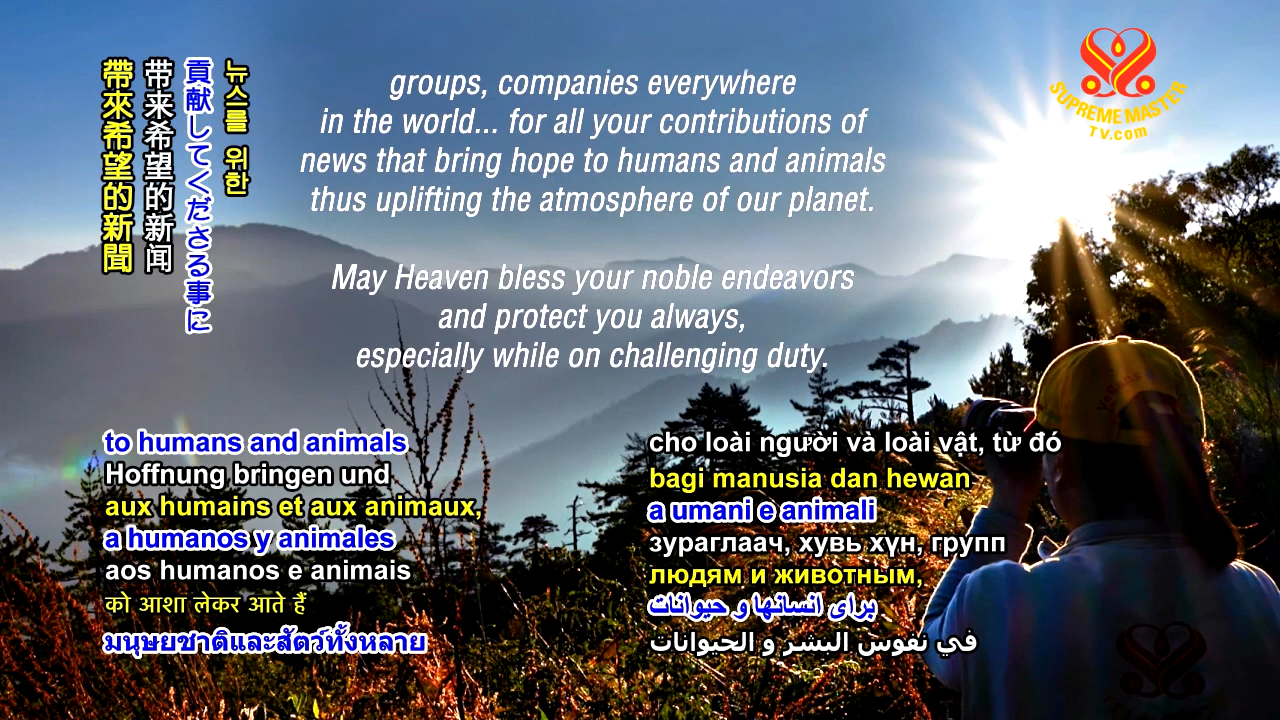 帶來希望的新聞
带来希望的新闻
貢献してくださる事に
뉴스를 위한
groups, companies everywhere
in the world... for all your contributions of
news that bring hope to humans and animals
thus uplifting the atmosphere of our planet.
May Heaven bless your noble endeavors
and protect you always,
especially while on challenging duty.
SUPREME MASTER
TV.com
to humans and animals
Hoffnung bringen und
aux humains et aux animaux,
a humanos y animales
aos humanos e animais
को आशा लेकर आते हैं
มนุษยชาติและสัตว์ทั้งหลาย
cho loài người và loài vật, từ đó
bagi manusia dan hewan
a umani e animali
зураглаач, хувь хүн, групп
людям и животным,
برای انسانها و حیوانات
في نفوس البشر و الحيوانات